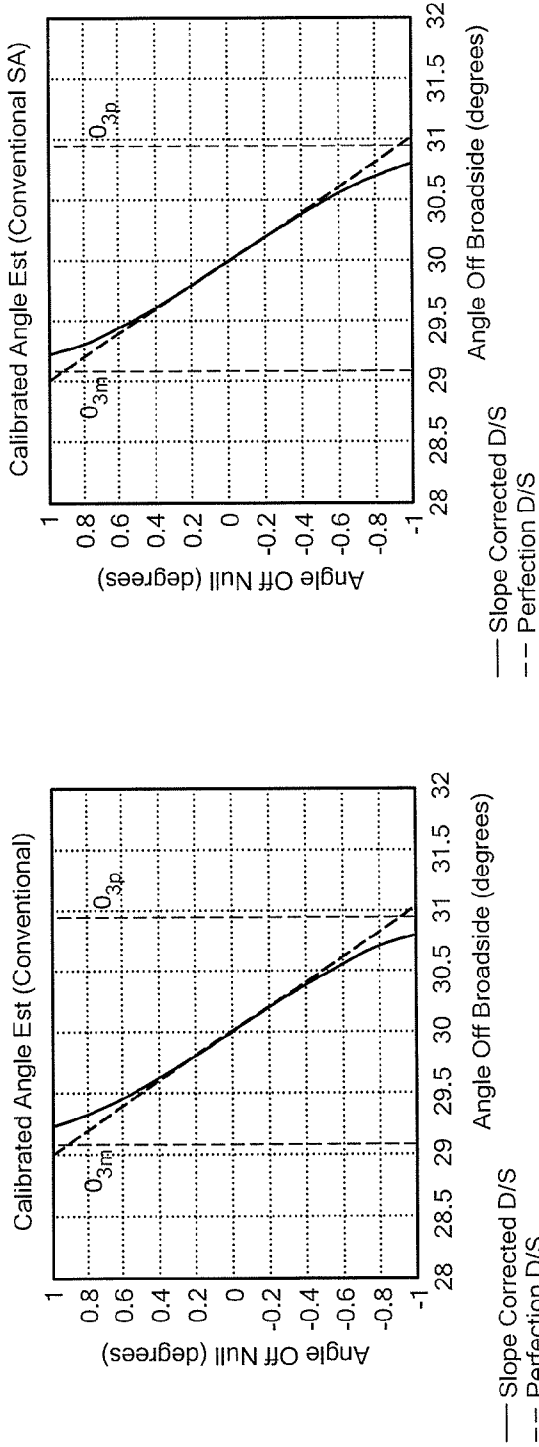 Calibrated Angle Est (Conventional)
Angle Off Null (degrees)
1
0.8
0.6
0.4
0.2
0
-0.2
-0.4
-0.6
-0.8
-1
Θ3m
Θ3p
28
28.5
29
29.5
30
30.5
31
31.5
32
Angle Off Broadside (degrees)
Slope Corrected D/S
Perfection D/S
Calibrated Angle Est (Conventional SA)
Angle Off Null (degrees)
1
0.8
0.6
0.4
0.2
0
-0.2
-0.4
-0.6
-0.8
-1
Θ3m
Θ3p
28
28.5
29
29.5
30
30.5
31
31.5
32
Angle Off Broadside (degrees)
Slope Corrected D/S
Perfection D/S